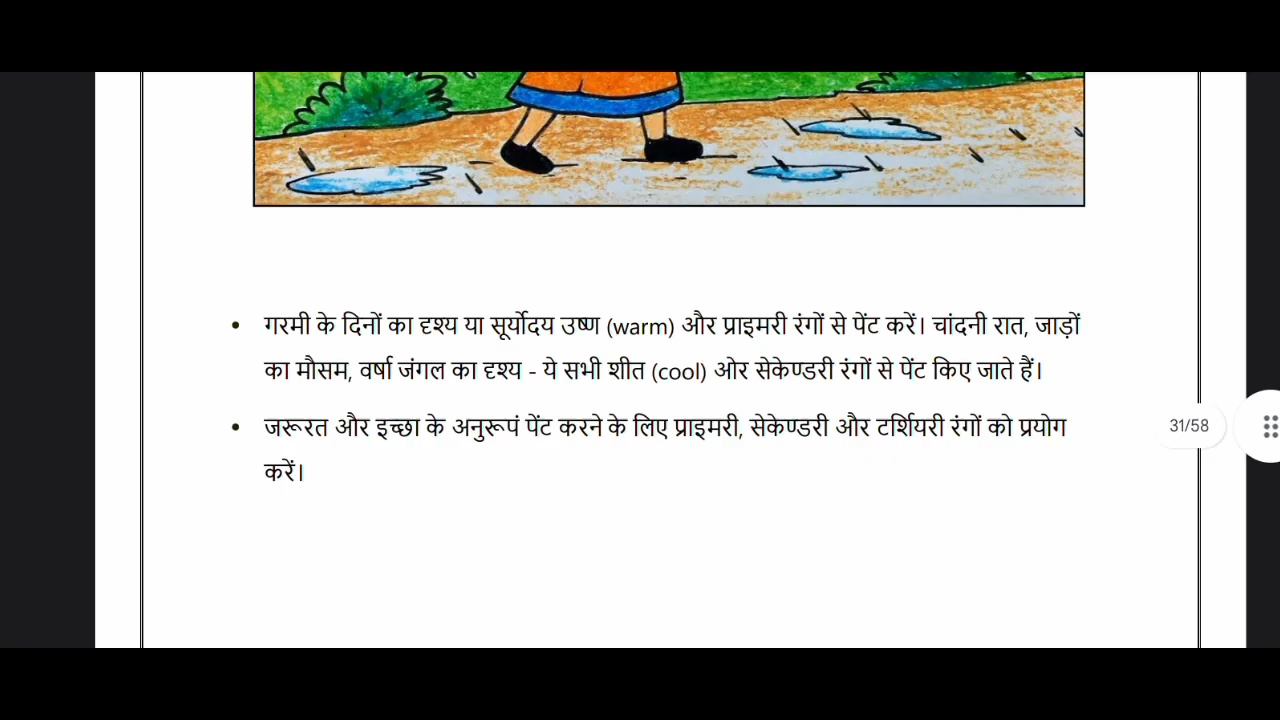 • गरमी के दिनों का दृश्य या सूर्योदय उष्ण (warm) और प्राइमरी रंगों से पेंट करें। चांदनी रात, जाड़ों
का मौसम, वर्षा जंगल का दृश्य - ये सभी शीत (cool) ओर सेकेण्डरी रंगों से पेंट किए जाते हैं।
• जरूरत और इच्छा के अनुरूपं पेंट करने के लिए प्राइमरी, सेकेण्डरी और टर्शियरी रंगों को प्रयोग
31/58
करें।